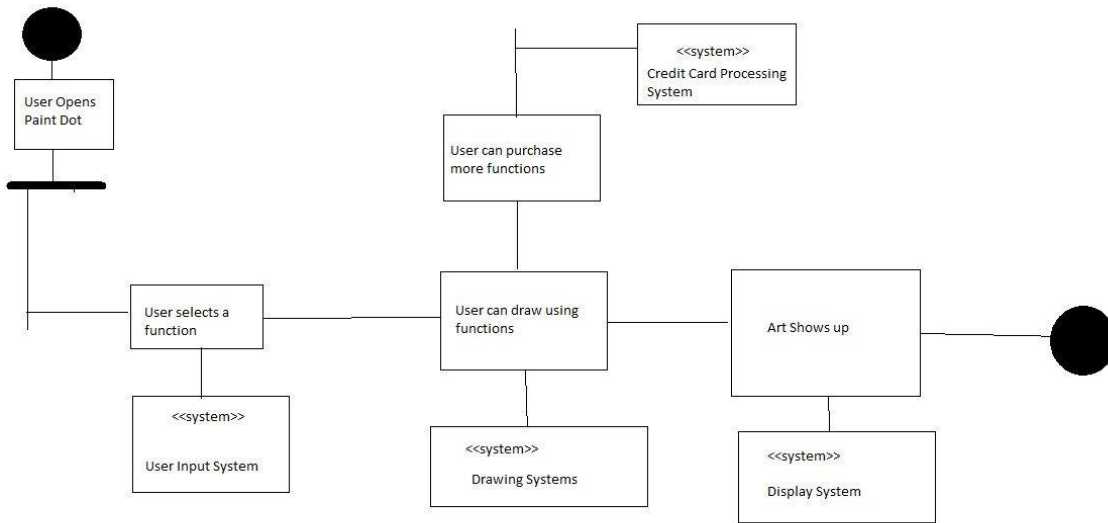 User Opens
Paint Dot
<<system>>
Credit Card Processing
System
User can purchase
more functions
User selects a
function
User can draw using
functions
Art Shows up
<<system>>
User Input System
<<system>>
Drawing Systems
<<system>>
Display System